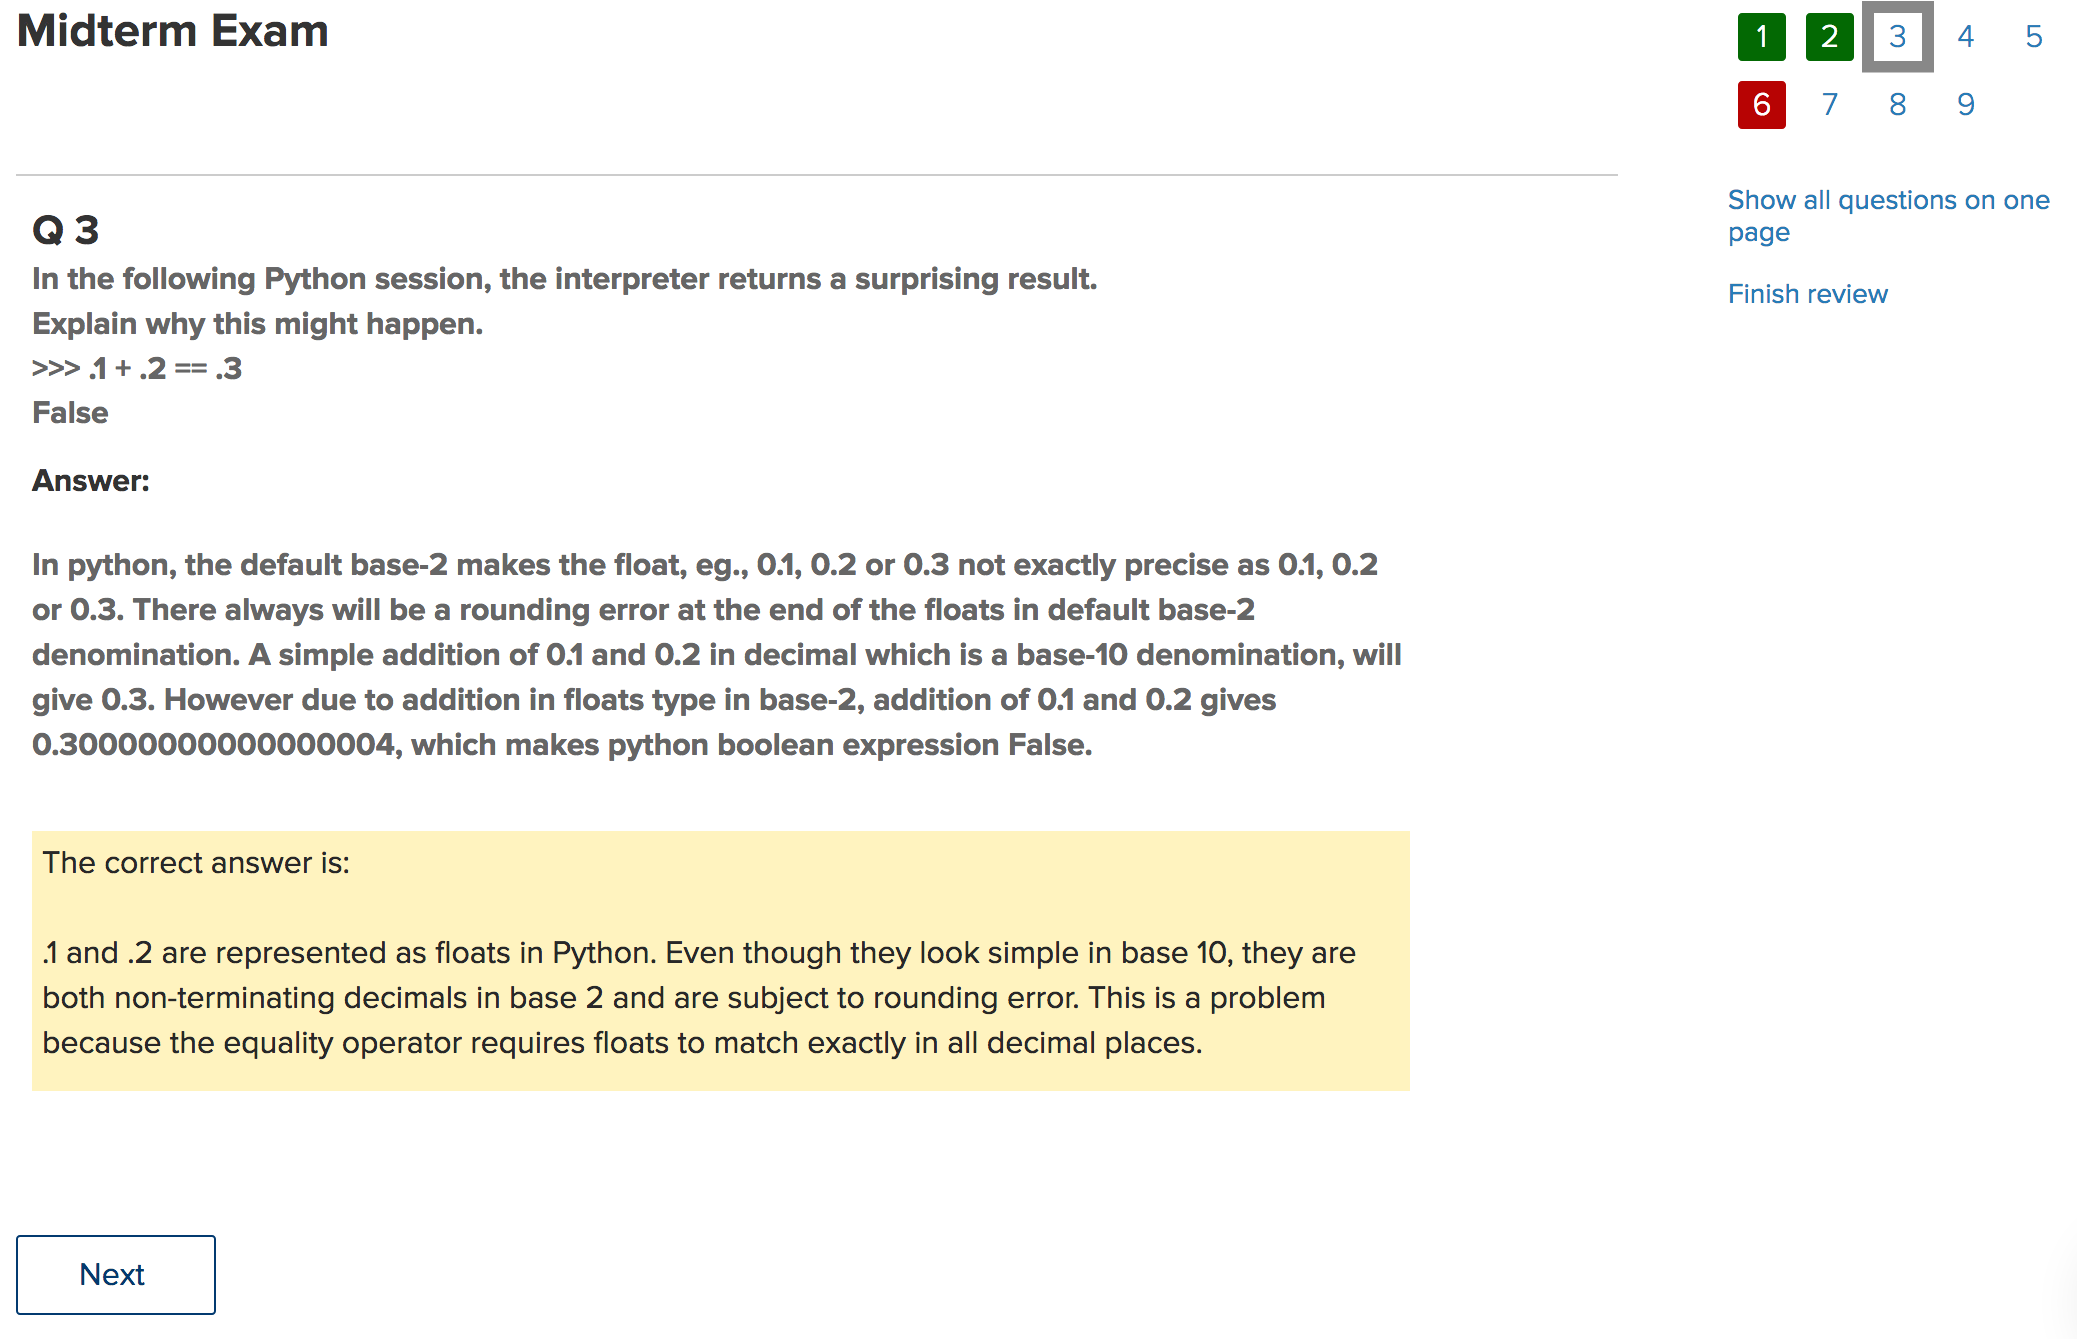 Midterm Exam
1 2 3 4 5
6 7 8 9
Show all questions on one
page
Finish review
Q 3
In the following Python session, the interpreter returns a surprising result.
Explain why this might happen.
>>> .1 + .2 == .3
False
Answer:
In python, the default base-2 makes the float, eg., 0.1, 0.2 or 0.3 not exactly precise as 0.1, 0.2
or 0.3. There always will be a rounding error at the end of the floats in default base-2
denomination. A simple addition of 0.1 and 0.2 in decimal which is a base-10 denomination, will
give 0.3. However due to addition in floats type in base-2, addition of 0.1 and 0.2 gives
0.30000000000000004, which makes python boolean expression False.
The correct answer is:
.1 and .2 are represented as floats in Python. Even though they look simple in base 10, they are
both non-terminating decimals in base 2 and are subject to rounding error. This is a problem
because the equality operator requires floats to match exactly in all decimal places.
Next